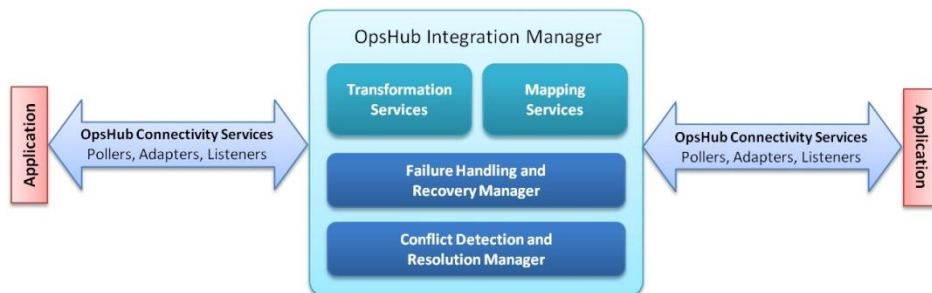 OpsHub Integration Manager
Transformation
Services
Mapping
Services
Application
OpsHub Connectivity Services
Pollers, Adapters, Listeners
Failure Handling and
Recovery Manager
Conflict Detection and
Resolution Manager
OpsHub Connectivity Services
Pollers, Adapters, Listeners
Application